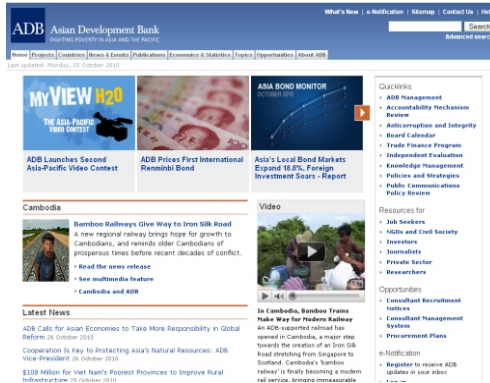 What's New | e-Notification | Sitemap | Contact Us |
ADB Asian Development Bank
FIGHTING POVERTY IN ASIA AND THE PACIFIC
Search
Advanced
Home Projects Countries News & Events Publications Economics & Statistics Topics Opportunities About ADB
Last updated: Monday, 25 October 2010
MYVIEW H2O
THE ASIA-PACIFIC
VIDEO CONTEST
ASIA BOND MONITOR
OCTOBER 2010
ADB Launches Second
Asia-Pacific Video Contest
ADB Prices First International
Renminbi Bond
Asia's Local Bond Markets
Expand 18.8%, Foreign
Investment Soars - Report
Cambodia
Bamboo Railways Give Way to Iron Silk Road
A new regional railway brings hope for growth to
Cambodians, and reminds older Cambodians of
prosperous times before recent decades of conflict.
Read the news release
See multimedia feature
Cambodia and ADB
Latest News
ADB Calls for Asian Economies to Take More Responsibility in Global
Reform 26 October 2010
Cooperation Is Key to Protecting Asia's Natural Resources: ADB
Vice-President 26 October 2010
$108 Million for Viet Nam's Poorest Provinces to Improve Rural
Infrastructure 25 October 2010
Video
In Cambodia, Bamboo Trains
Make Way for Modern Railway
An ADB-supported railroad has
opened in Cambodia, a major step
towards the creation of an Iron Silk
Road stretching from Singapore to
Scotland. Cambodia's 'bamboo
railway' is finally becoming a modern
rail service, bringing immeasurable
Quicklinks
ADB Management
Accountability Mechanism
Review
Anticorruption and Integrity
Board Calendar
Trade Finance Program
Independent Evaluation
Knowledge Management
Policies and Strategies
Public Communications
Policy Review
Resources for
Job Seekers
NGOs and Civil Society
Investors
Journalists
Private Sector
Researchers
Opportunities
Consultant Recruitment
Notices
Consultant Management
System
Procurement Plans
e-Notification
Register to receive ADB
updates in your inbox